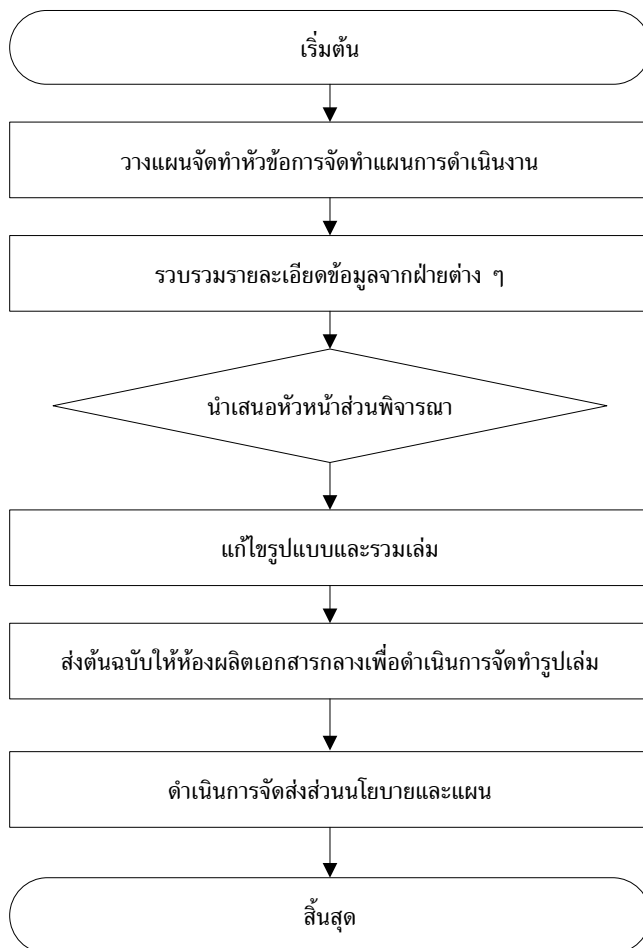 เริ่มต้น
วางแผนจัดทำหัวข้อการจัดทำแผนการดำเนินงาน
รวบรวมรายละเอียดข้อมูลจากฝ่ายต่าง ๆ
นำเสนอหัวหน้าส่วนพิจารณา
แก้ไขรูปแบบและรวมเล่ม
ส่งต้นฉบับให้ห้องผลิตเอกสารกลางเพื่อดำเนินการจัดทำรูปเล่ม
ดำเนินการจัดส่งส่วนนโยบายและแผน
สิ้นสุด